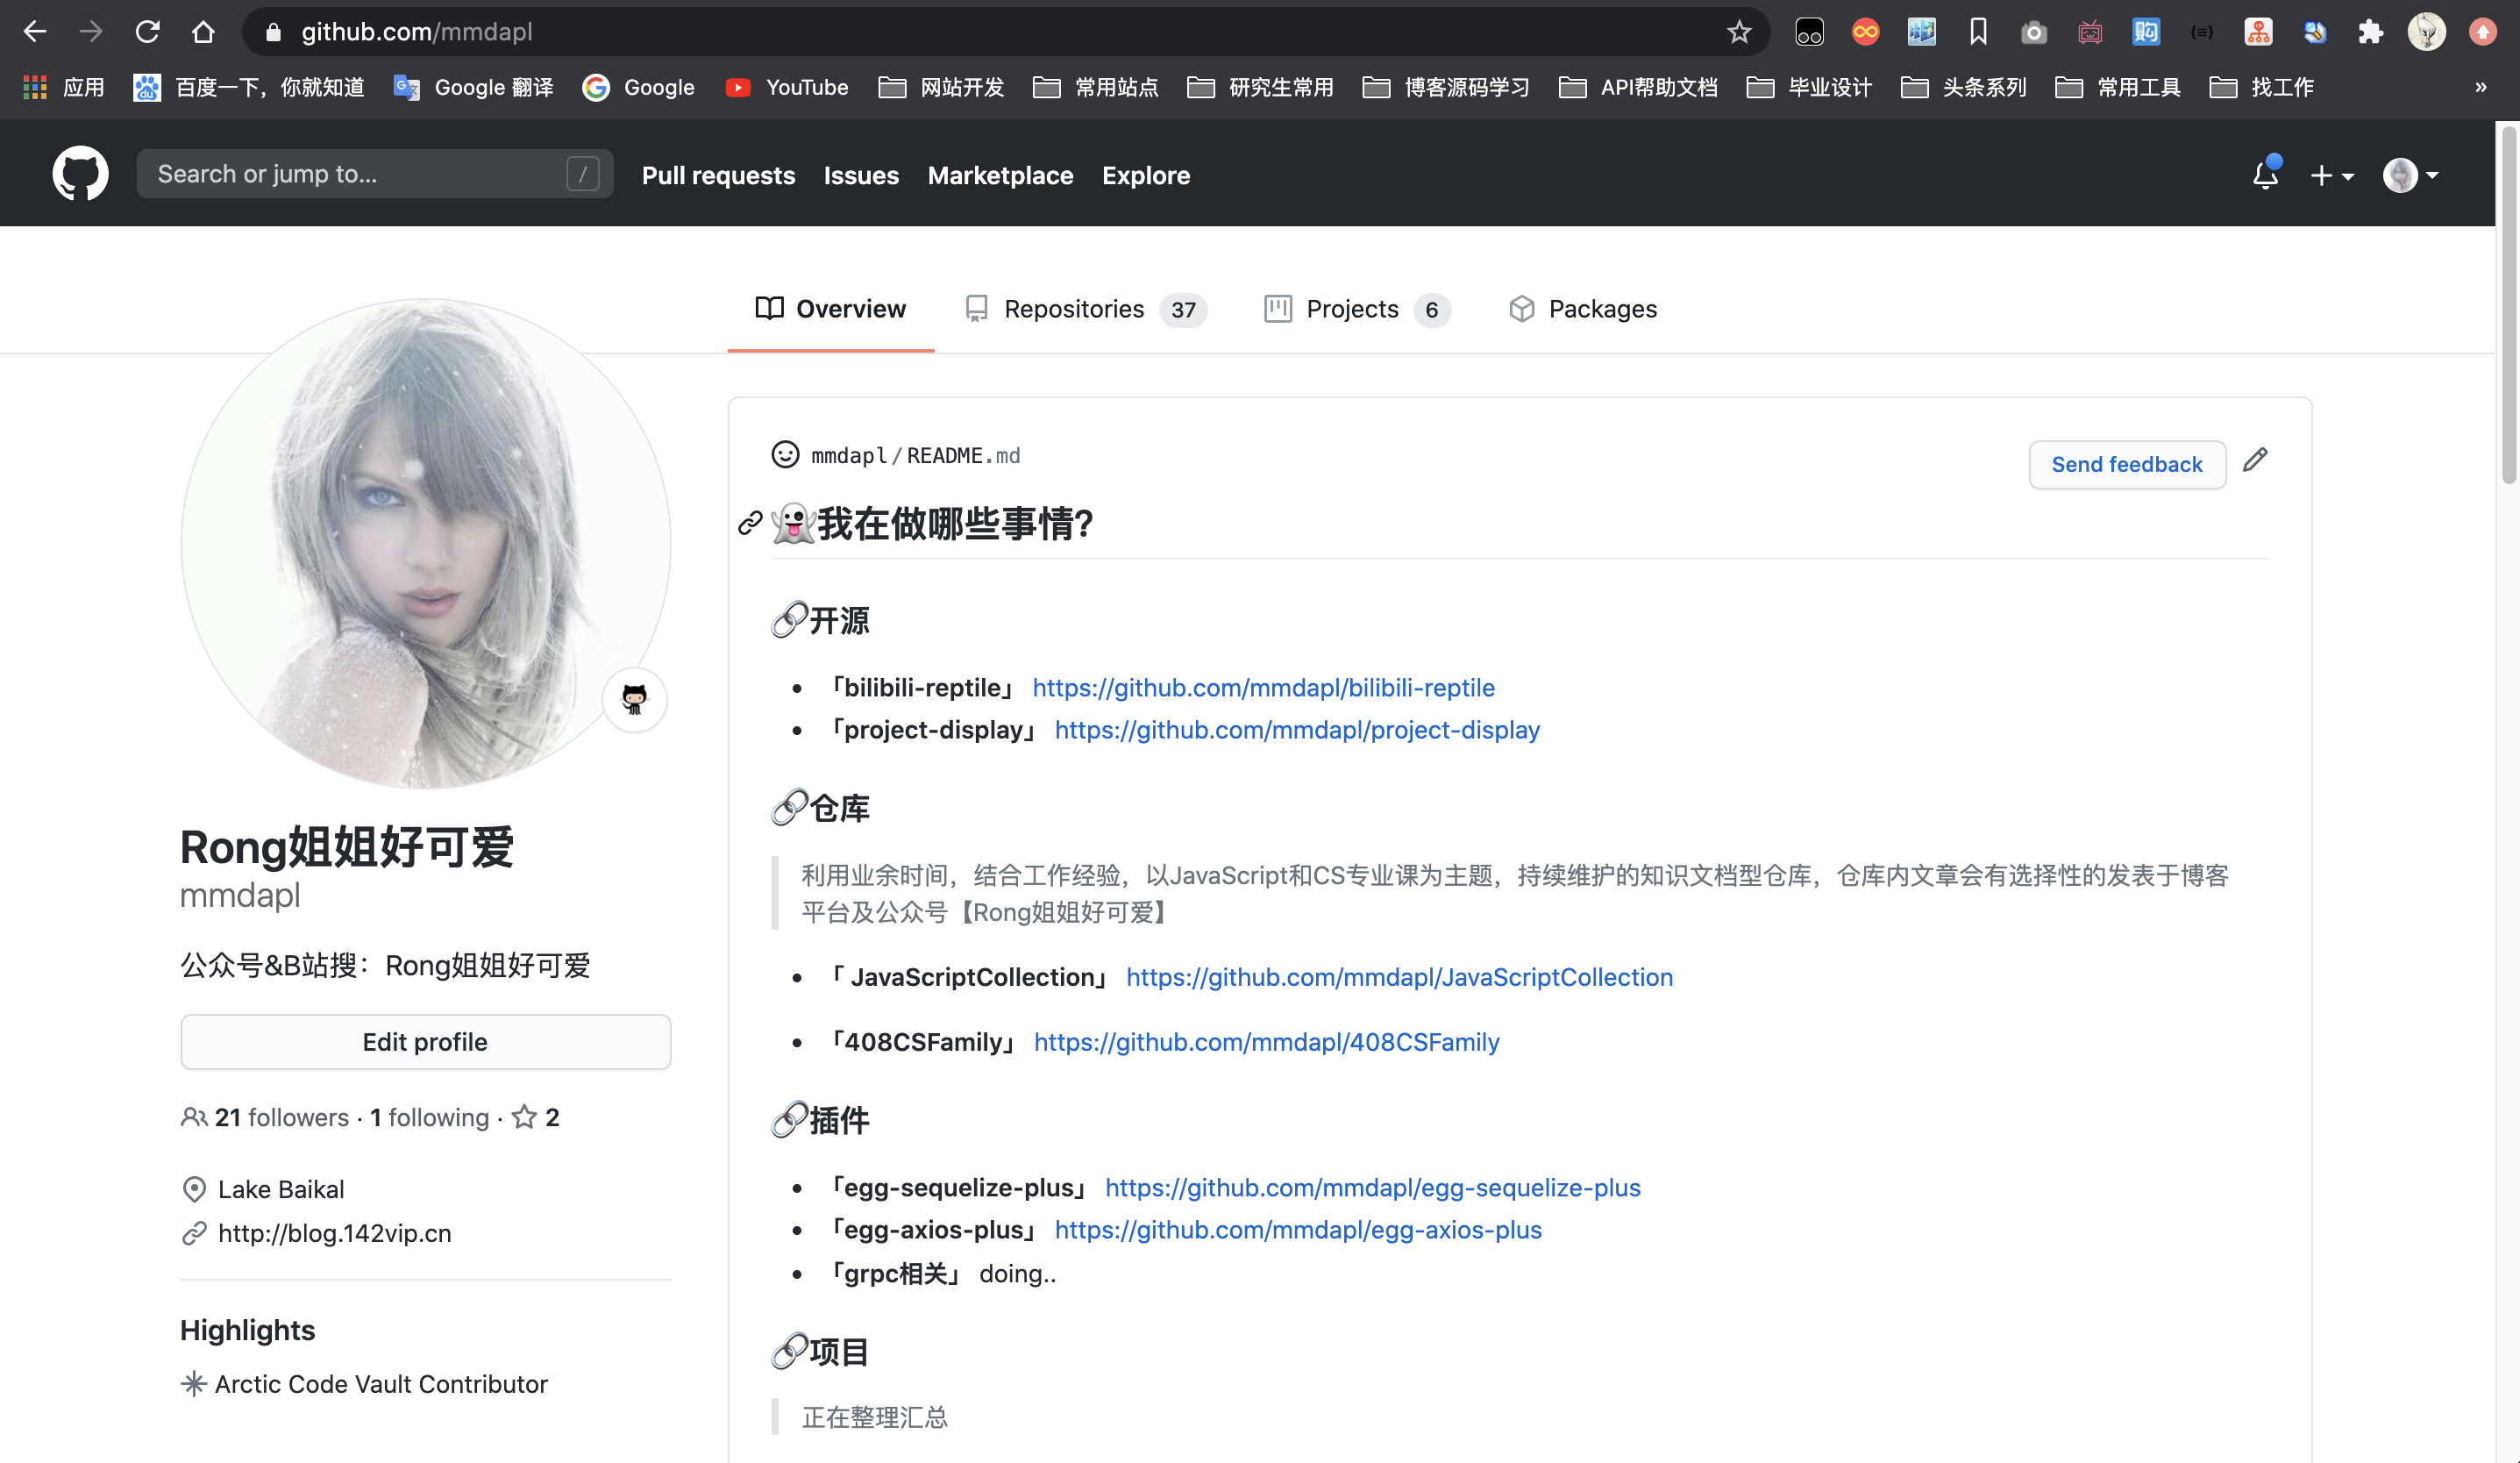 github.com/mmdapl
应用
百度一下，你就知道
Google 翻译
Google
YouTube
网站开发
常用站点
研究生常用
博客源码学习
API帮助文档
毕业设计
头条系列
常用工具
找工作
»
Search or jump to...
/
Pull requests
Issues
Marketplace
Explore
Overview
Repositories 37
Projects 6
Packages
Rong姐姐好可爱
mmdapl
公众号&B站搜：Rong姐姐好可爱
Edit profile
21 followers · 1 following · 2
Lake Baikal
http://blog.142vip.cn
Highlights
Arctic Code Vault Contributor
mmdapl/README.md
Send feedback
👻我在做哪些事情?
🔗开源
• 「bilibili-reptile」 https://github.com/mmdapl/bilibili-reptile
• 「project-display」 https://github.com/mmdapl/project-display
🔗仓库
利用业余时间，结合工作经验，以JavaScript和CS专业课为主题，持续维护的知识文档型仓库，仓库内文章会有选择性的发表于博客
平台及公众号【Rong姐姐好可爱】
• 「 JavaScriptCollection」 https://github.com/mmdapl/JavaScriptCollection
• 「408CSFamily」 https://github.com/mmdapl/408CSFamily
🔗插件
• 「egg-sequelize-plus」 https://github.com/mmdapl/egg-sequelize-plus
• 「egg-axios-plus」 https://github.com/mmdapl/egg-axios-plus
• 「grpc相关」 doing..
🔗项目
正在整理汇总